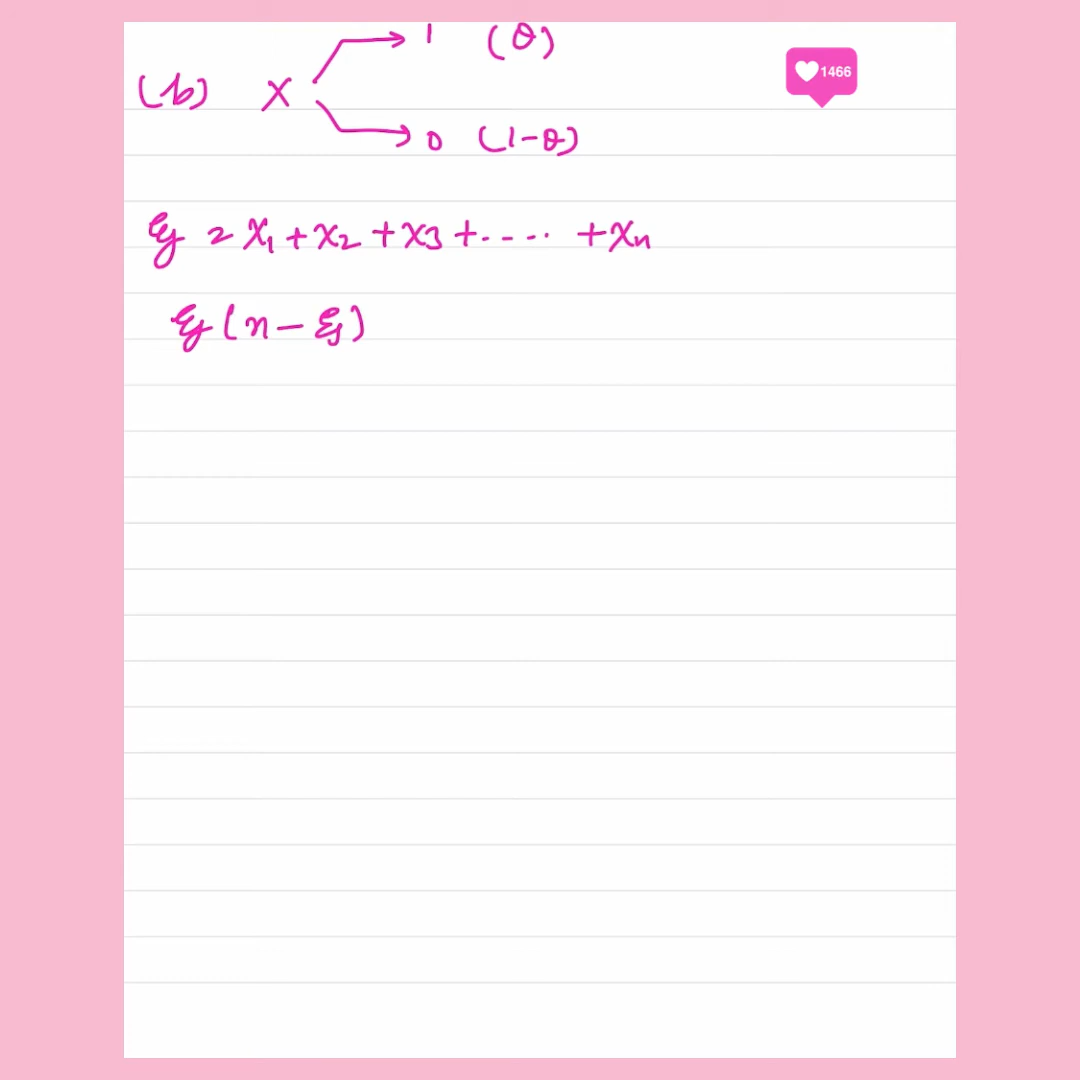 1 (θ)
1466
(b) X
0 (1-θ)
ξ = X1 + X2 + X3 + ..... + Xn
ξ (n - ξ)